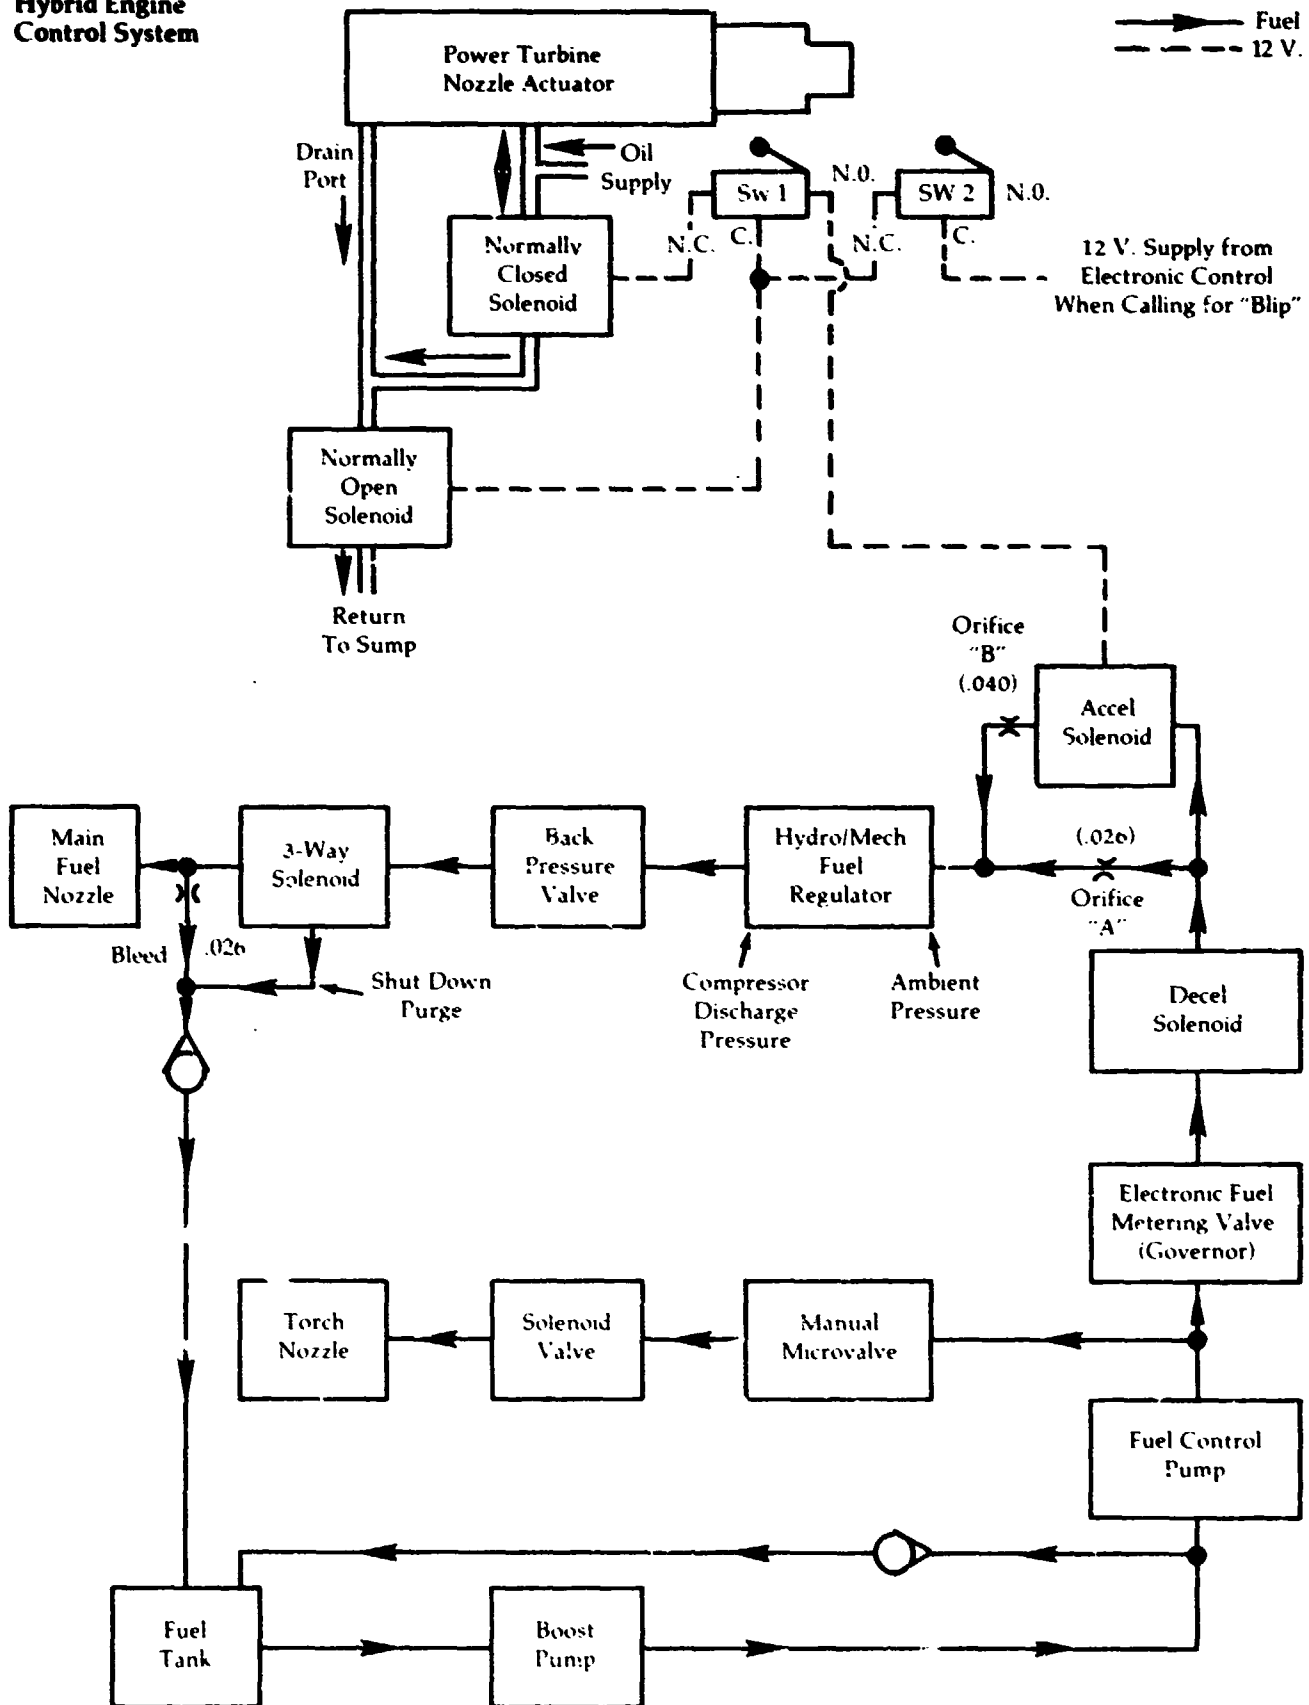 Hybrid Engine
Control System
Fuel
12 V.
Power Turbine
Nozzle Actuator
Drain
Port
Oil
Supply
Sw 1
N.O.
SW 2
N.O.
N.C.
C.
N.C.
C.
Normally
Closed
Solenoid
12 V. Supply from
Electronic Control
When Calling for "Blip"
Normally
Open
Solenoid
Return
To Sump
Orifice
"B"
(.040)
Accel
Solenoid
Main
Fuel
Nozzle
3-Way
Solenoid
Back
Pressure
Valve
Hydro/Mech
Fuel
Regulator
(.026)
Orifice
"A"
Bleed
.026
Shut Down
Purge
Compressor
Discharge
Pressure
Ambient
Pressure
Decel
Solenoid
Electronic Fuel
Metering Valve
(Governor)
Torch
Nozzle
Solenoid
Valve
Manual
Microvalve
Fuel Control
Pump
Fuel
Tank
Boost
Pump